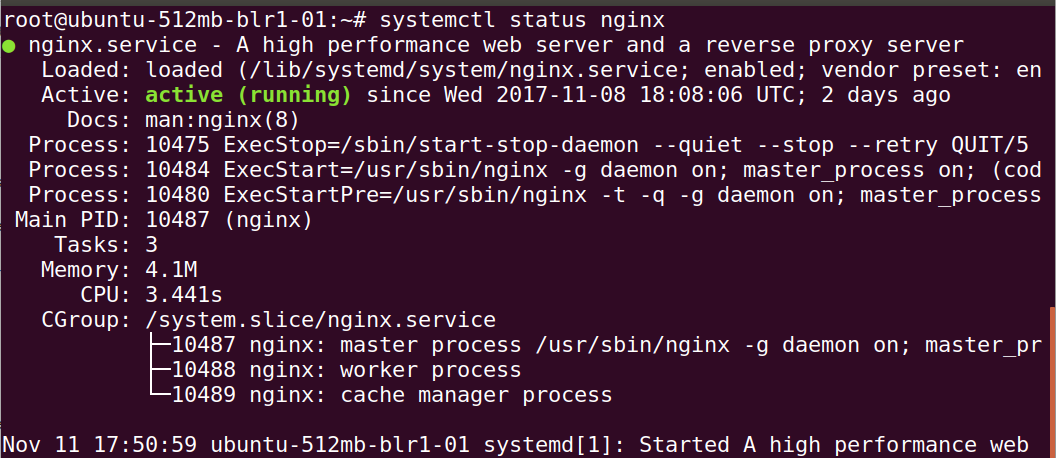 root@ubuntu-512mb-blr1-01:~# systemctl status nginx
● nginx.service - A high performance web server and a reverse proxy server
   Loaded: loaded (/lib/systemd/system/nginx.service; enabled; vendor preset: en
   Active: active (running) since Wed 2017-11-08 18:08:06 UTC; 2 days ago
     Docs: man:nginx(8)
  Process: 10475 ExecStop=/sbin/start-stop-daemon --quiet --stop --retry QUIT/5
  Process: 10484 ExecStart=/usr/sbin/nginx -g daemon on; master_process on; (cod
  Process: 10480 ExecStartPre=/usr/sbin/nginx -t -q -g daemon on; master_process
 Main PID: 10487 (nginx)
    Tasks: 3
   Memory: 4.1M
      CPU: 3.441s
   CGroup: /system.slice/nginx.service
           ├─10487 nginx: master process /usr/sbin/nginx -g daemon on; master_pr
           ├─10488 nginx: worker process
           └─10489 nginx: cache manager process
Nov 11 17:50:59 ubuntu-512mb-blr1-01 systemd[1]: Started A high performance web